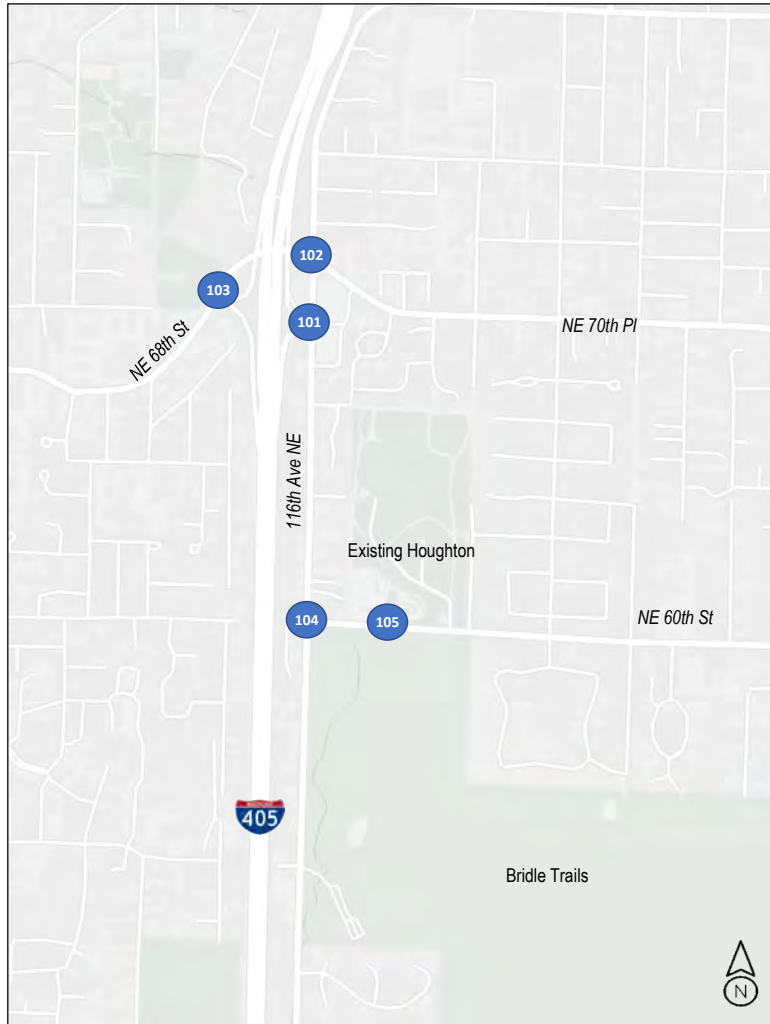 102
103
101
NE 70th Pl
NE 68th St
116th Ave NE
Existing Houghton
104
105
NE 60th St
405
Bridle Trails
N